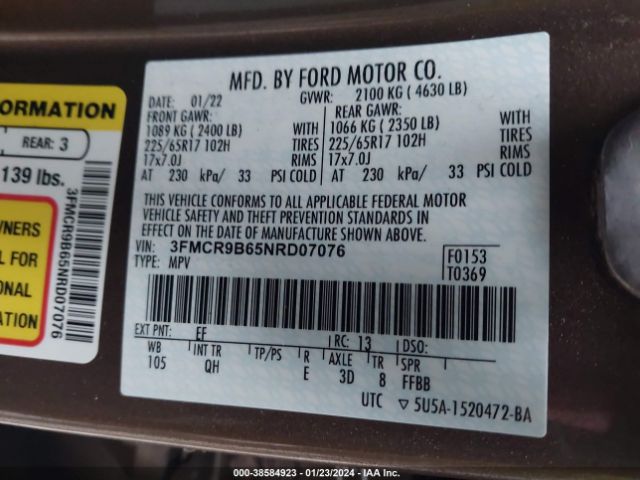 ORMATION
REAR: 3
139 lbs.
WNERS
L FOR
ONAL
ATION
3FMCR9B65NRD07076
MFD. BY FORD MOTOR CO.
DATE: 01/22 GVWR: 2100 KG ( 4630 LB)
FRONT GAWR: REAR GAWR:
1089 KG ( 2400 LB) WITH 1066 KG ( 2350 LB) WITH
225/65R17 102H TIRES 225/65R17 102H TIRES
17x7.0J RIMS 17x7.0J RIMS
AT 230 kPa/ 33 PSI COLD AT 230 kPa/ 33 PSI COLD
THIS VEHICLE CONFORMS TO ALL APPLICABLE FEDERAL MOTOR
VEHICLE SAFETY AND THEFT PREVENTION STANDARDS IN
EFFECT ON THE DATE OF MANUFACTURE SHOWN ABOVE.
VIN: 3FMCR9B65NRD07076 F0153
TYPE: MPV T0369
EXT PNT: EF RC: 13 DSO:
WB INT TR TP/PS R AXLE TR SPR
105 QH E 3D 8 FFBB
UTC ▽ 5U5A-1520472-BA
000-38584923 - 01/23/2024 - IAA Inc.